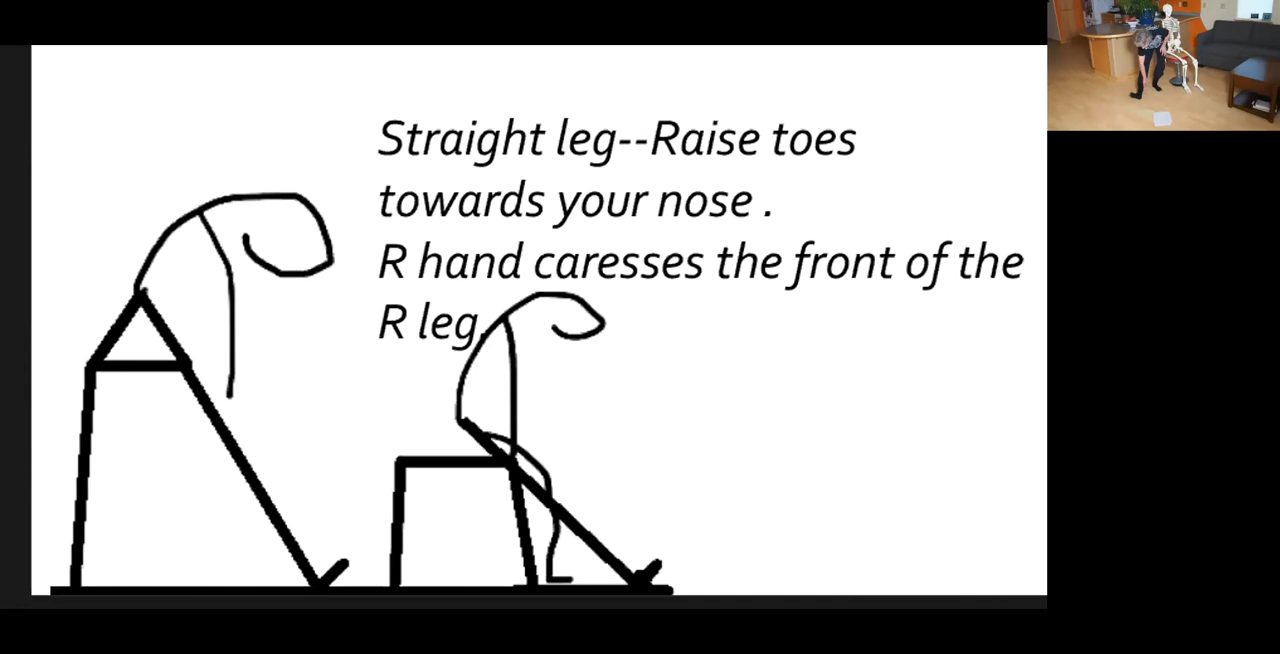 Straight leg--Raise toes
towards your nose .
R hand caresses the front of the
R leg.